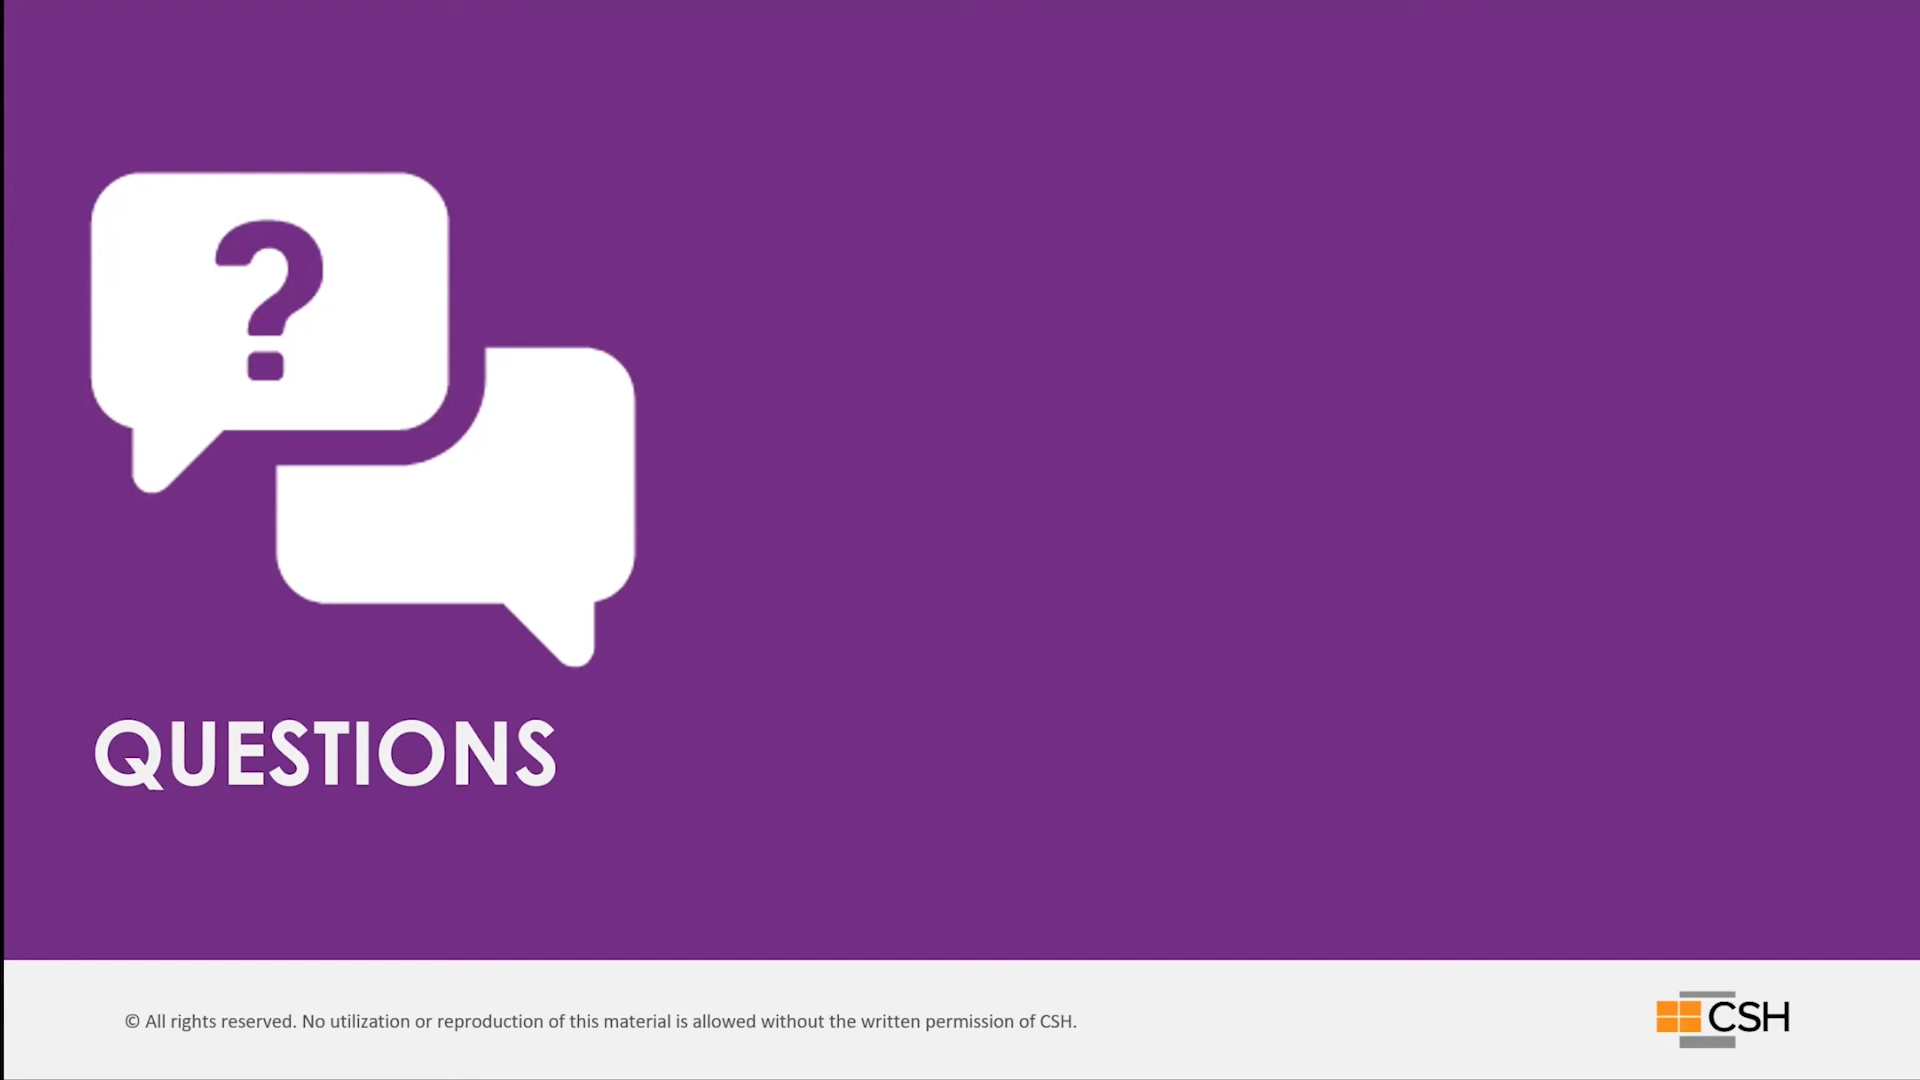 ?
QUESTIONS
© All rights reserved. No utilization or reproduction of this material is allowed without the written permission of CSH.
CSH